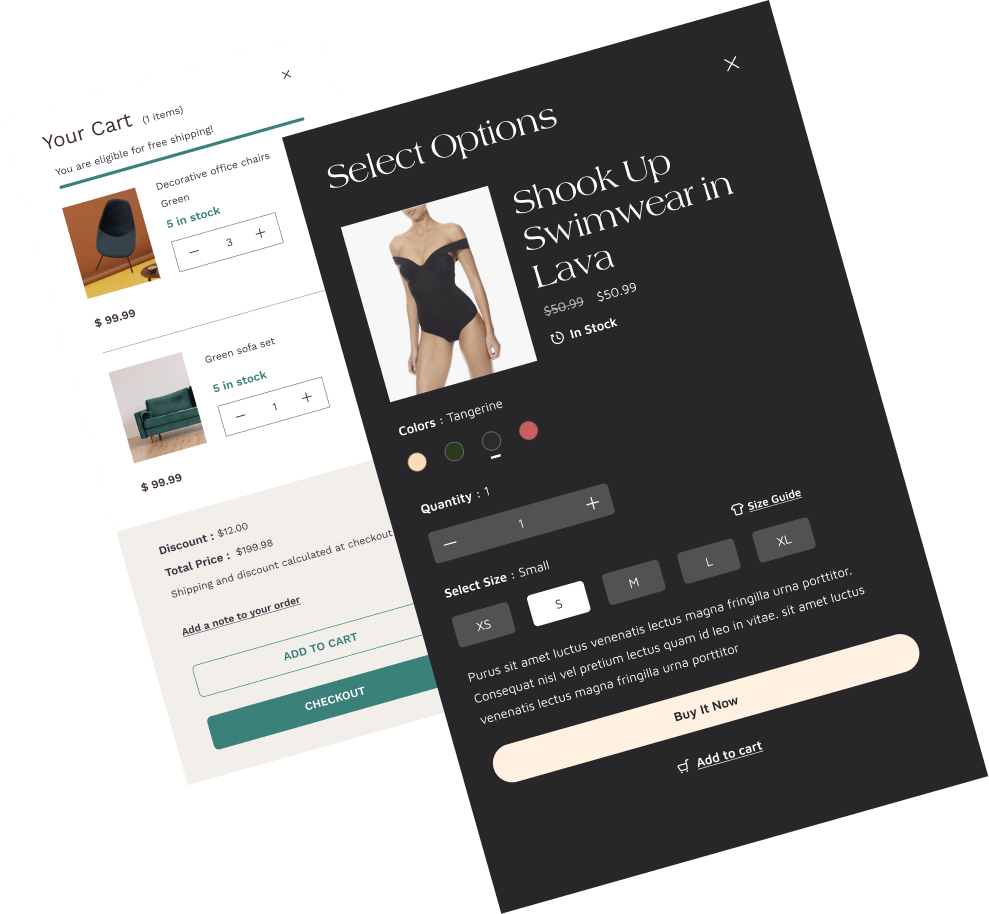 Your Cart (1 items)
You are eligible for free shipping!
Decorative office chairs
Green
5 in stock
− 3 +
$ 99.99
Green sofa set
5 in stock
− 1 +
$ 99.99
Discount : $12.00
Total Price : $199.98
Shipping and discount calculated at checkout
Add a note to your order
ADD TO CART
CHECKOUT
Select Options
Shook Up
Swimwear in
Lava
$50.99 $50.99
In Stock
Colors : Tangerine
Quantity : 1
− 1 +
Size Guide
Select Size : Small
XS S M L XL
Purus sit amet luctus venenatis lectus magna fringilla urna porttitor.
Consequat nisl vel pretium lectus quam id leo in vitae. sit amet luctus
venenatis lectus magna fringilla urna porttitor
Buy It Now
Add to cart